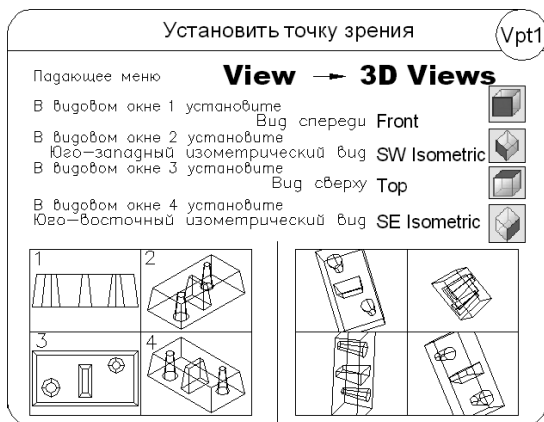 Установить точку зрения
Vpt1
Падающее меню View → 3D Views
В видовом окне 1 установите
Вид спереди Front
В видовом окне 2 установите
Юго-западный изометрический вид SW Isometric
В видовом окне 3 установите
Вид сверху Top
В видовом окне 4 установите
Юго-восточный изометрический вид SE Isometric
1 2
3 4